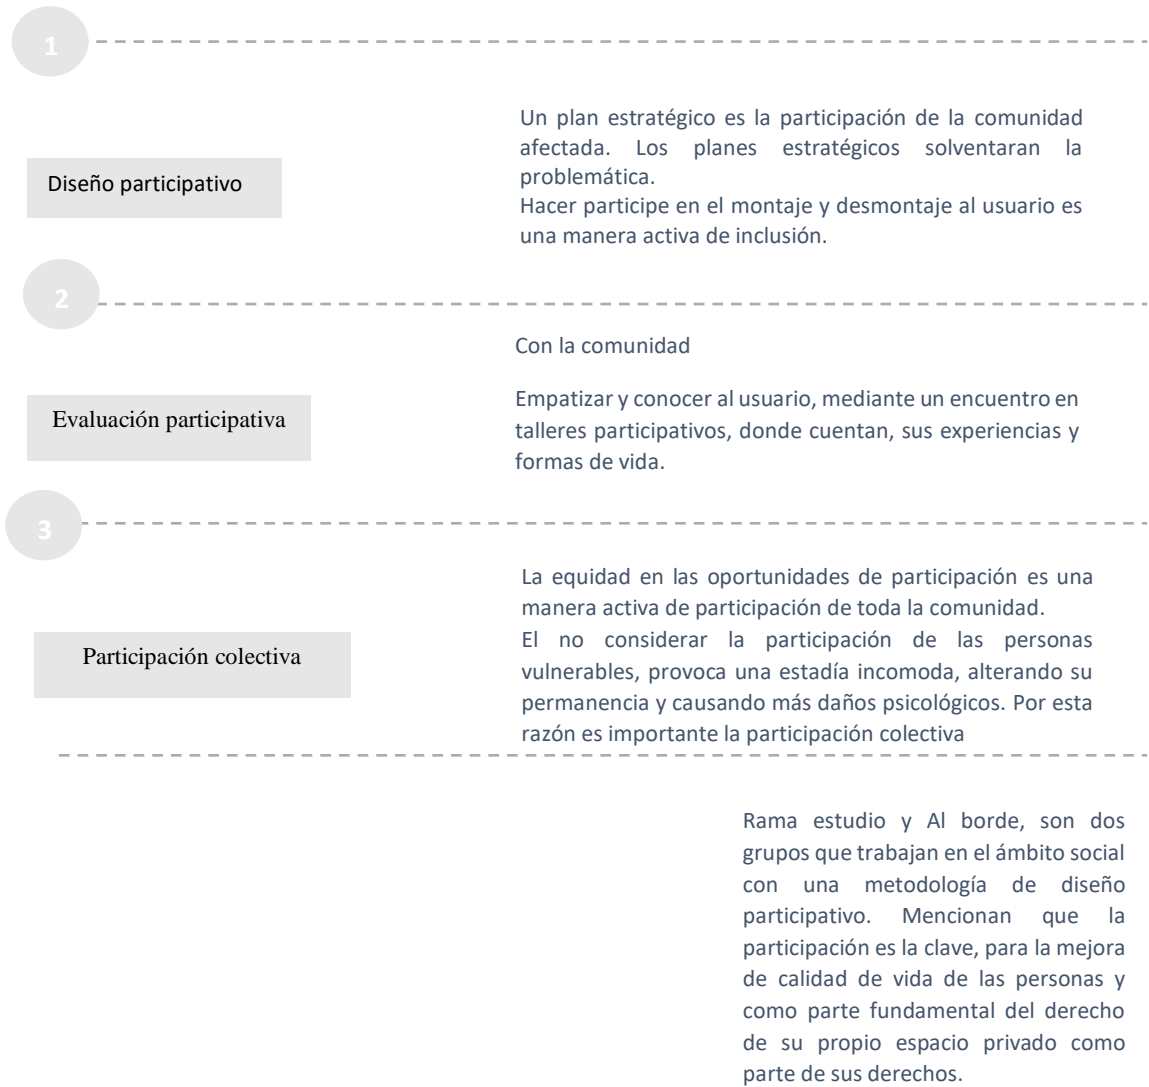 1
Un plan estratégico es la participación de la comunidad
afectada. Los planes estratégicos solventaran la
problemática.
Diseño participativo
Hacer participe en el montaje y desmontaje al usuario es
una manera activa de inclusión.
2
Con la comunidad
Evaluación participativa
Empatizar y conocer al usuario, mediante un encuentro en
talleres participativos, donde cuentan, sus experiencias y
formas de vida.
3
La equidad en las oportunidades de participación es una
manera activa de participación de toda la comunidad.
Participación colectiva
El no considerar la participación de las personas
vulnerables, provoca una estadía incomoda, alterando su
permanencia y causando más daños psicológicos. Por esta
razón es importante la participación colectiva
Rama estudio y Al borde, son dos
grupos que trabajan en el ámbito social
con una metodología de diseño
participativo. Mencionan que la
participación es la clave, para la mejora
de calidad de vida de las personas y
como parte fundamental del derecho
de su propio espacio privado como
parte de sus derechos.